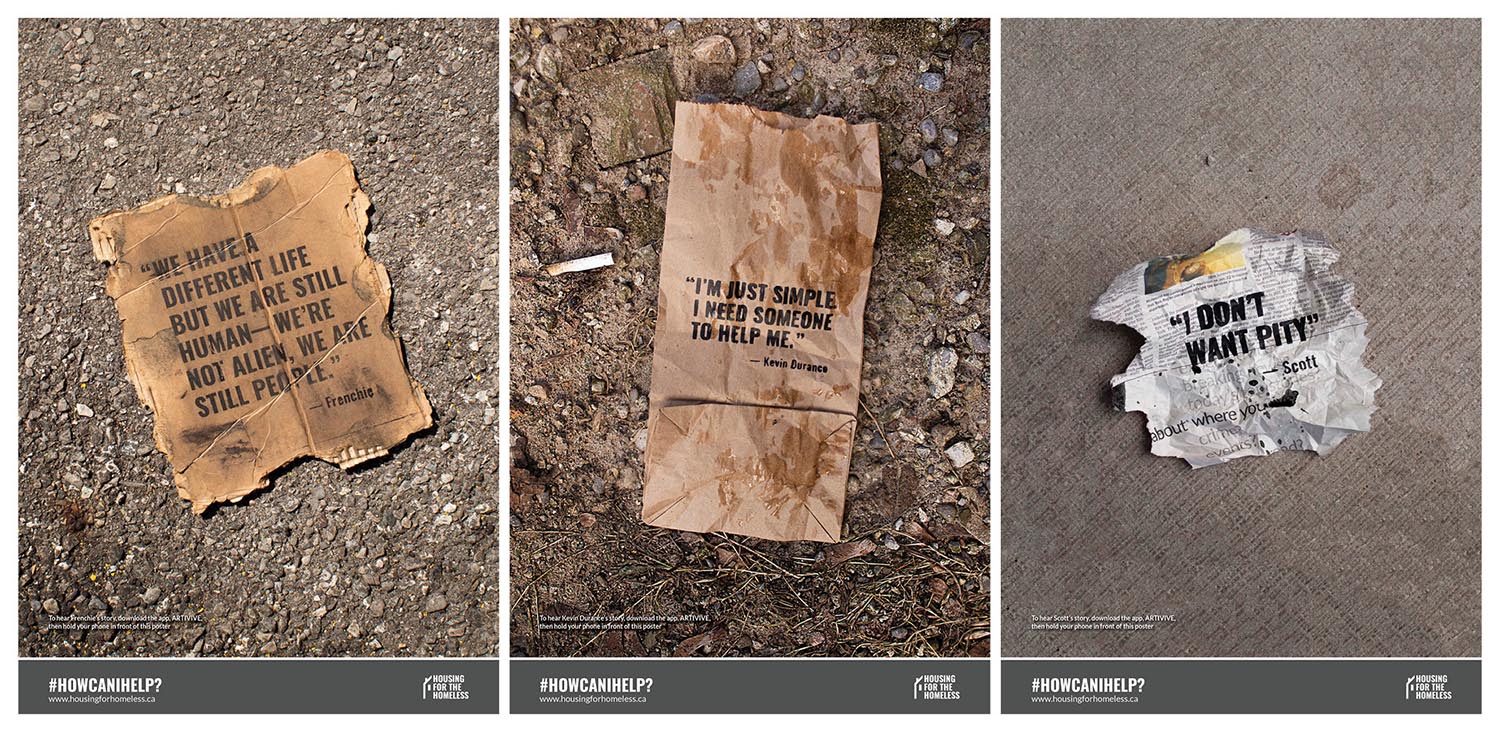 “WE HAVE A
DIFFERENT LIFE
BUT WE ARE STILL
HUMAN—WE’RE
NOT ALIEN, WE ARE
STILL PEOPLE.”
— Frenchie
To hear Frenchie's story, download the app, ARTIVIVE,
then hold your phone in front of this poster
#HOWCANIHELP?
www.housingforhomeless.ca
HOUSING
FOR THE
HOMELESS
“I’M JUST SIMPLE
I NEED SOMEONE
TO HELP ME.”
— Kevin Durance
To hear Kevin Durance's story, download the app, ARTIVIVE,
then hold your phone in front of this poster
#HOWCANIHELP?
www.housingforhomeless.ca
HOUSING
FOR THE
HOMELESS
“I DON’T
WANT PITY”
— Scott
about where you
crime
events?
To hear Scott's story, download the app, ARTIVIVE,
then hold your phone in front of this poster
#HOWCANIHELP?
www.housingforhomeless.ca
HOUSING
FOR THE
HOMELESS